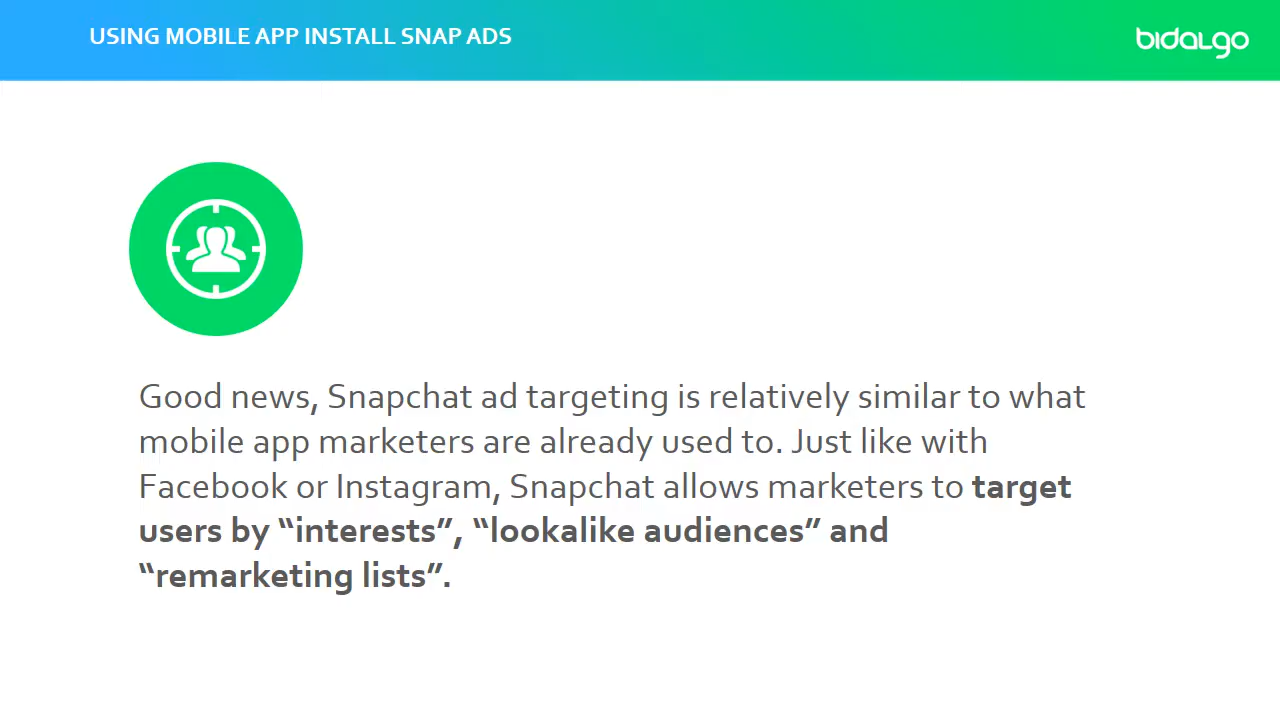 USING MOBILE APP INSTALL SNAP ADS
bidalgo
Good news, Snapchat ad targeting is relatively similar to what
mobile app marketers are already used to. Just like with
Facebook or Instagram, Snapchat allows marketers to target
users by “interests”, “lookalike audiences” and
“remarketing lists”.